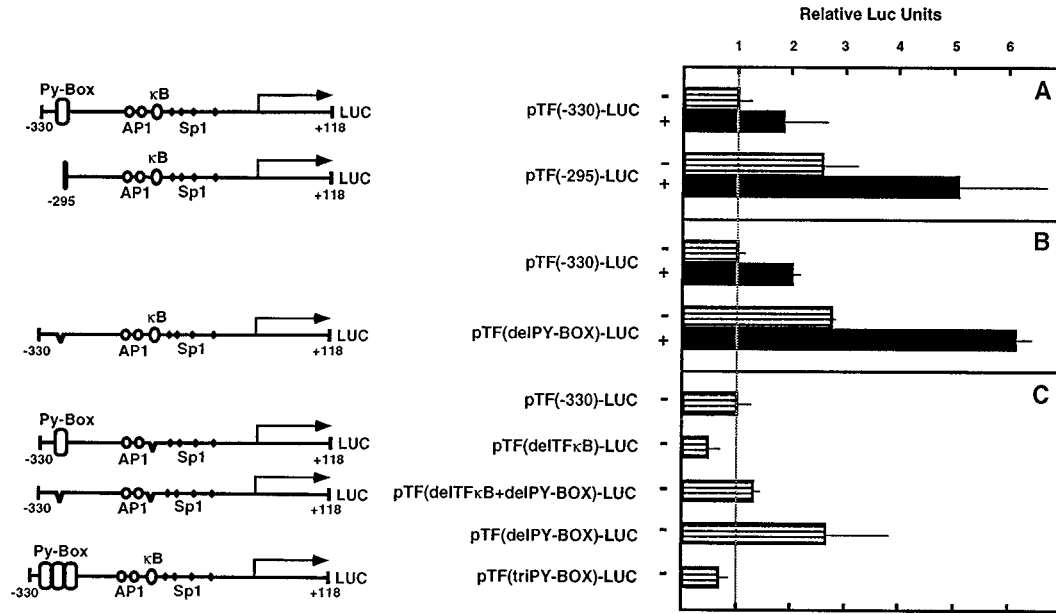 Relative Luc Units
1 2 3 4 5 6
Py-Box
κB
-330
AP1
Sp1
+118
LUC
pTF(-330)-LUC
-
+
A
κB
-295
AP1
Sp1
+118
LUC
pTF(-295)-LUC
-
+
pTF(-330)-LUC
-
+
B
κB
-330
AP1
Sp1
+118
LUC
pTF(delPY-BOX)-LUC
-
+
pTF(-330)-LUC
-
C
Py-Box
-330
AP1
Sp1
+118
LUC
pTF(delTFκB)-LUC
-
-330
AP1
Sp1
+118
LUC
pTF(delTFκB+delPY-BOX)-LUC
-
pTF(delPY-BOX)-LUC
-
Py-Box
κB
-330
AP1
Sp1
+118
LUC
pTF(triPY-BOX)-LUC
-